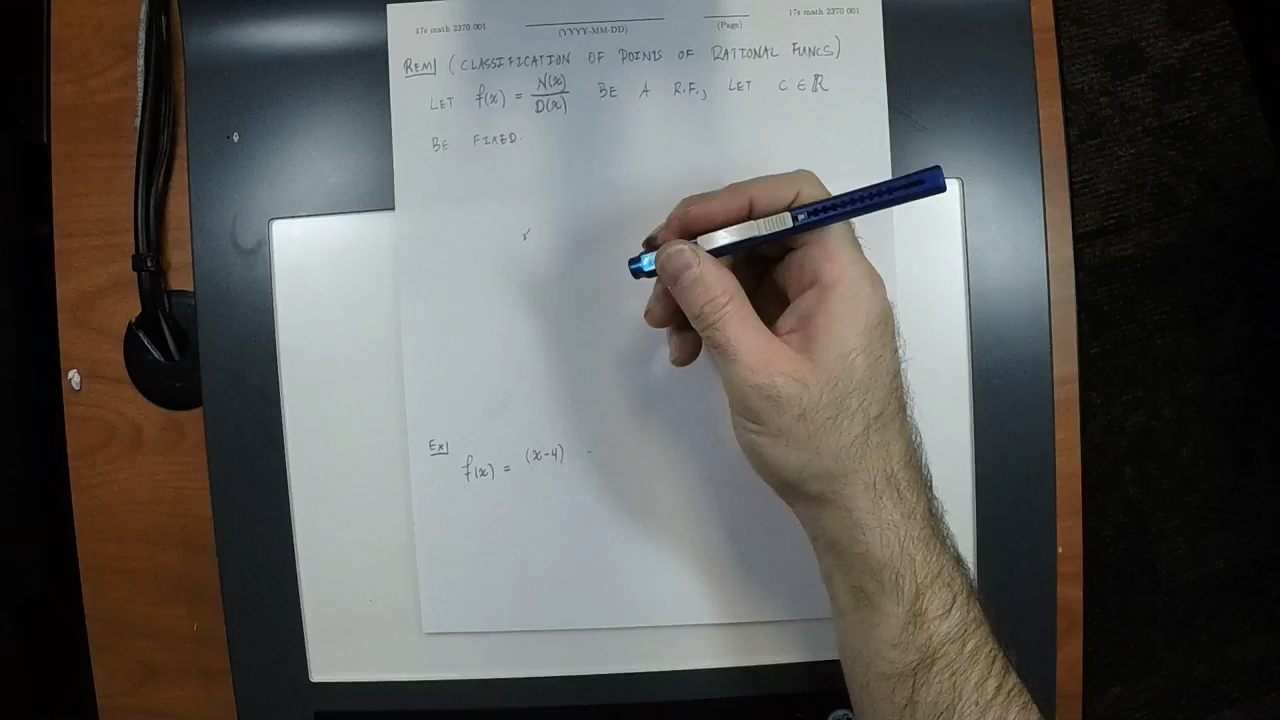 17s math 2370 001 (YYYY-MM-DD) (Page) 17s math 2370 001
REM (CLASSIFICATION OF POINTS OF RATIONAL FUNCS)
LET f(x) = N(x)/D(x) BE A R.F., LET C ∈ ℝ
BE FIXED.
Ex
f(x) = (x-4)